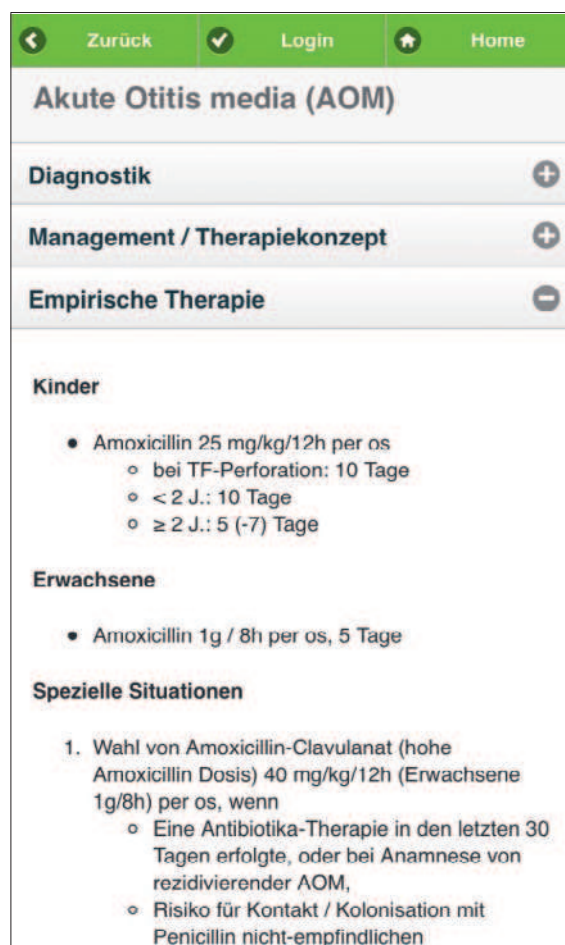 Zurück Login Home
Akute Otitis media (AOM)
Diagnostik
Management / Therapiekonzept
Empirische Therapie
Kinder
• Amoxicillin 25 mg/kg/12h per os
◦ bei TF-Perforation: 10 Tage
◦ < 2 J.: 10 Tage
◦ ≥ 2 J.: 5 (-7) Tage
Erwachsene
• Amoxicillin 1g / 8h per os, 5 Tage
Spezielle Situationen
1. Wahl von Amoxicillin-Clavulanat (hohe
Amoxicillin Dosis) 40 mg/kg/12h (Erwachsene
1g/8h) per os, wenn
◦ Eine Antibiotika-Therapie in den letzten 30
Tagen erfolgte, oder bei Anamnese von
rezidivierender AOM,
◦ Risiko für Kontakt / Kolonisation mit
Penicillin nicht-empfindlichen